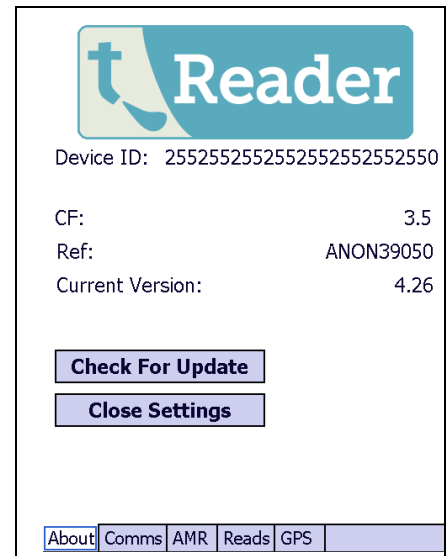 t Reader
Device ID: 2552552552552552552552550
CF: 3.5
Ref: ANON39050
Current Version: 4.26
Check For Update
Close Settings
About Comms AMR Reads GPS